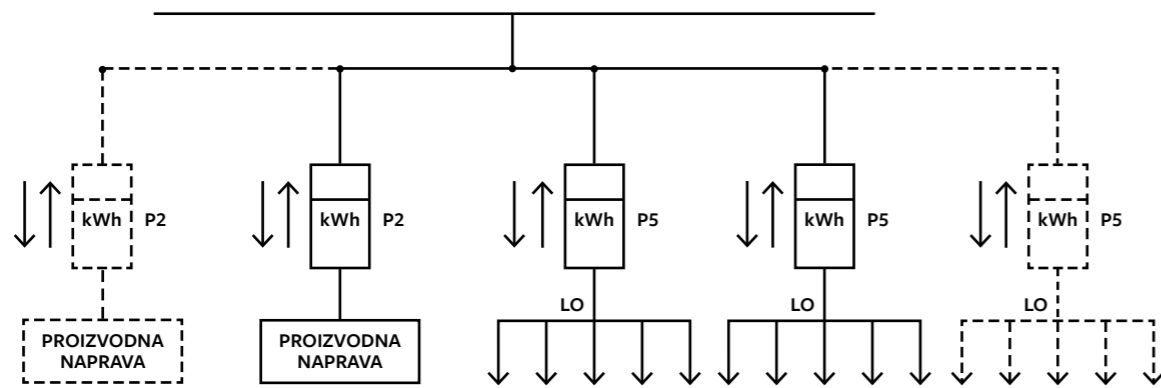 kWh P2
kWh P2
kWh P5
kWh P5
kWh P5
LO
LO
LO
PROIZVODNA
NAPRAVA
PROIZVODNA
NAPRAVA